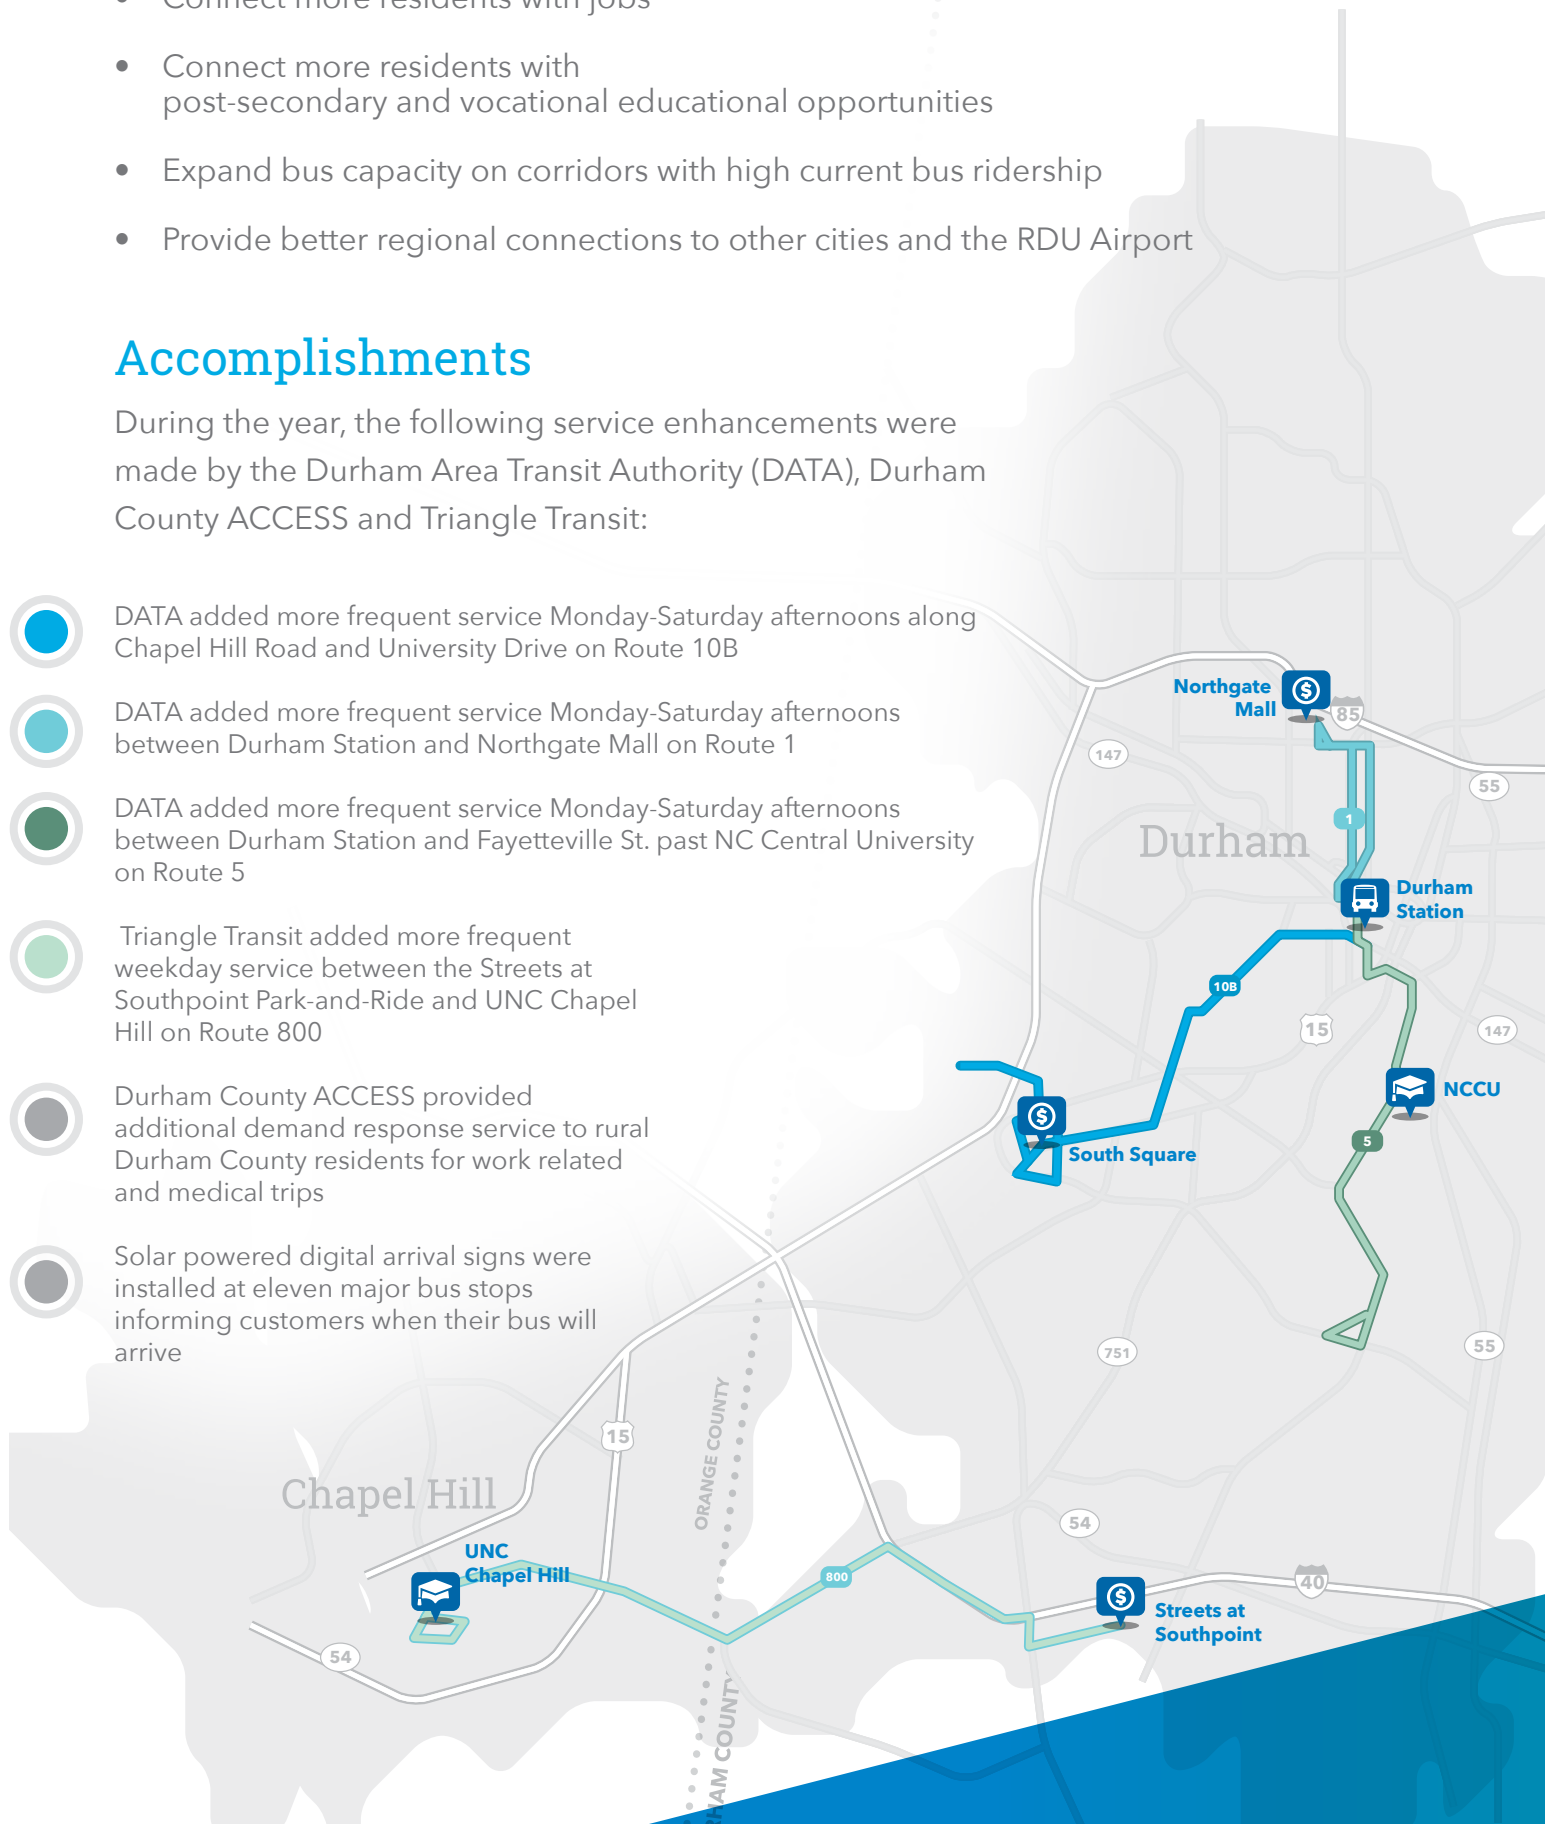 • Connect more residents with jobs
• Connect more residents with
post-secondary and vocational educational opportunities
• Expand bus capacity on corridors with high current bus ridership
• Provide better regional connections to other cities and the RDU Airport
Accomplishments
During the year, the following service enhancements were
made by the Durham Area Transit Authority (DATA), Durham
County ACCESS and Triangle Transit:
DATA added more frequent service Monday-Saturday afternoons along
Chapel Hill Road and University Drive on Route 10B
DATA added more frequent service Monday-Saturday afternoons
between Durham Station and Northgate Mall on Route 1
DATA added more frequent service Monday-Saturday afternoons
between Durham Station and Fayetteville St. past NC Central University
on Route 5
Triangle Transit added more frequent
weekday service between the Streets at
Southpoint Park-and-Ride and UNC Chapel
Hill on Route 800
Durham County ACCESS provided
additional demand response service to rural
Durham County residents for work related
and medical trips
Solar powered digital arrival signs were
installed at eleven major bus stops
informing customers when their bus will
arrive
Northgate
Mall
$
85
147
55
1
Durham
Durham
Station
10B
15
147
NCCU
$
South Square
5
751
55
15
ORANGE COUNTY
Chapel Hill
54
UNC
Chapel Hill
800
40
$
Streets at
Southpoint
54
HAM COUNTY